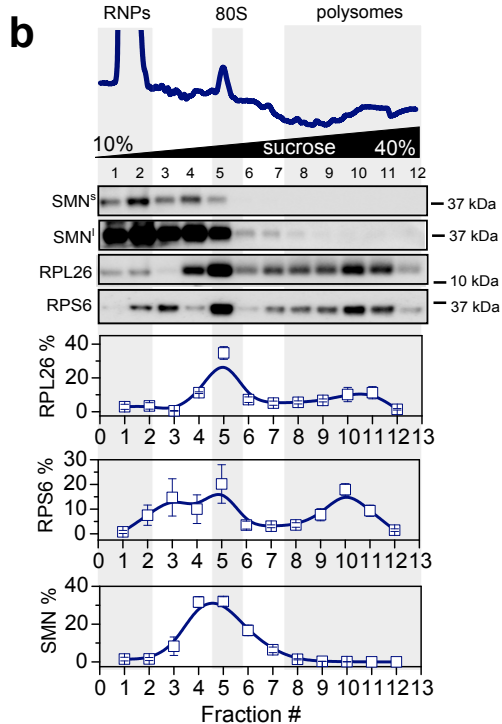 b
RNPs 80S polysomes
10% sucrose 40%
1 2 3 4 5 6 7 8 9 10 11 12
SMNˢ 37 kDa
SMNˡ 37 kDa
RPL26 10 kDa
RPS6 37 kDa
RPL26 %
40
20
0
0 1 2 3 4 5 6 7 8 9 10 11 12 13
RPS6 %
30
20
10
0
0 1 2 3 4 5 6 7 8 9 10 11 12 13
SMN %
40
20
0
0 1 2 3 4 5 6 7 8 9 10 11 12 13
Fraction #